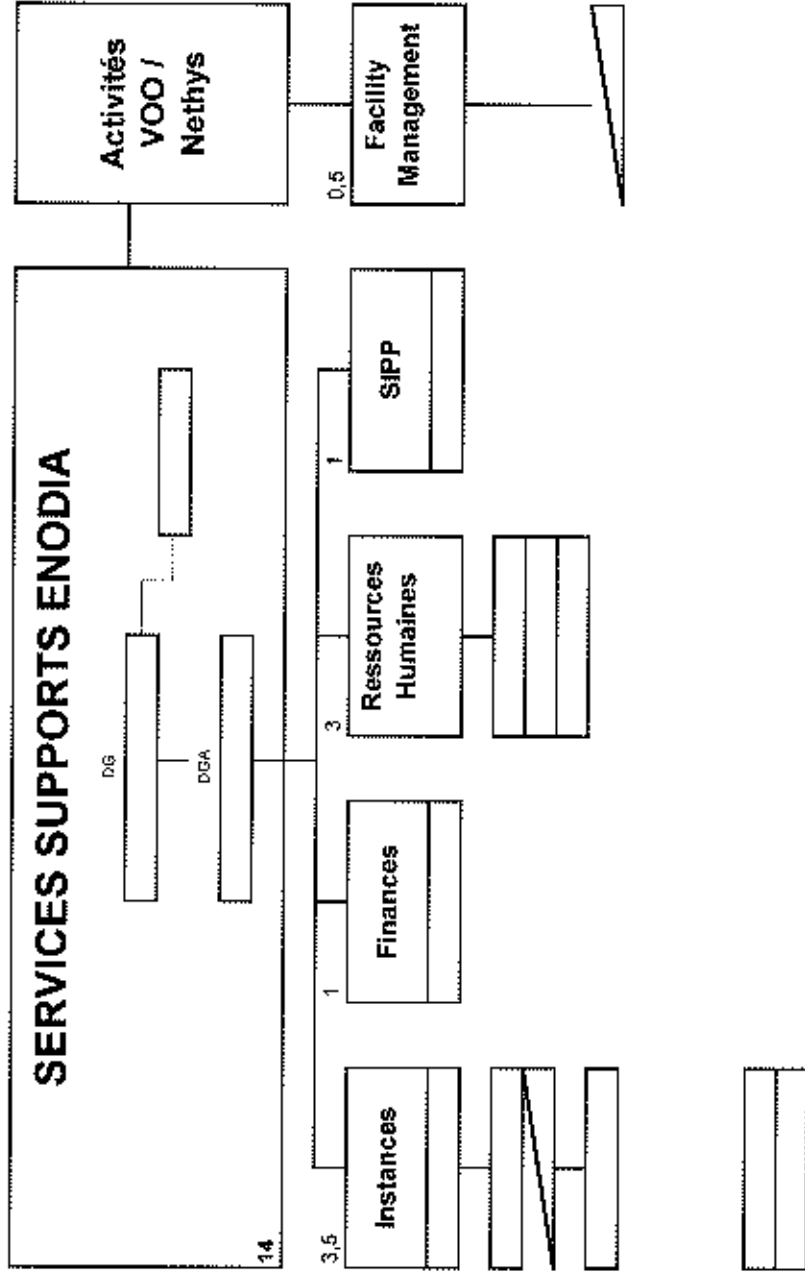 SERVICES SUPPORTS ENODIA
DG
DGA
14
Activités
VOO /
Nethys
3,5
Instances
1
Finances
3
Ressources
Humaines
1
SIPP
0,5
Facility
Management